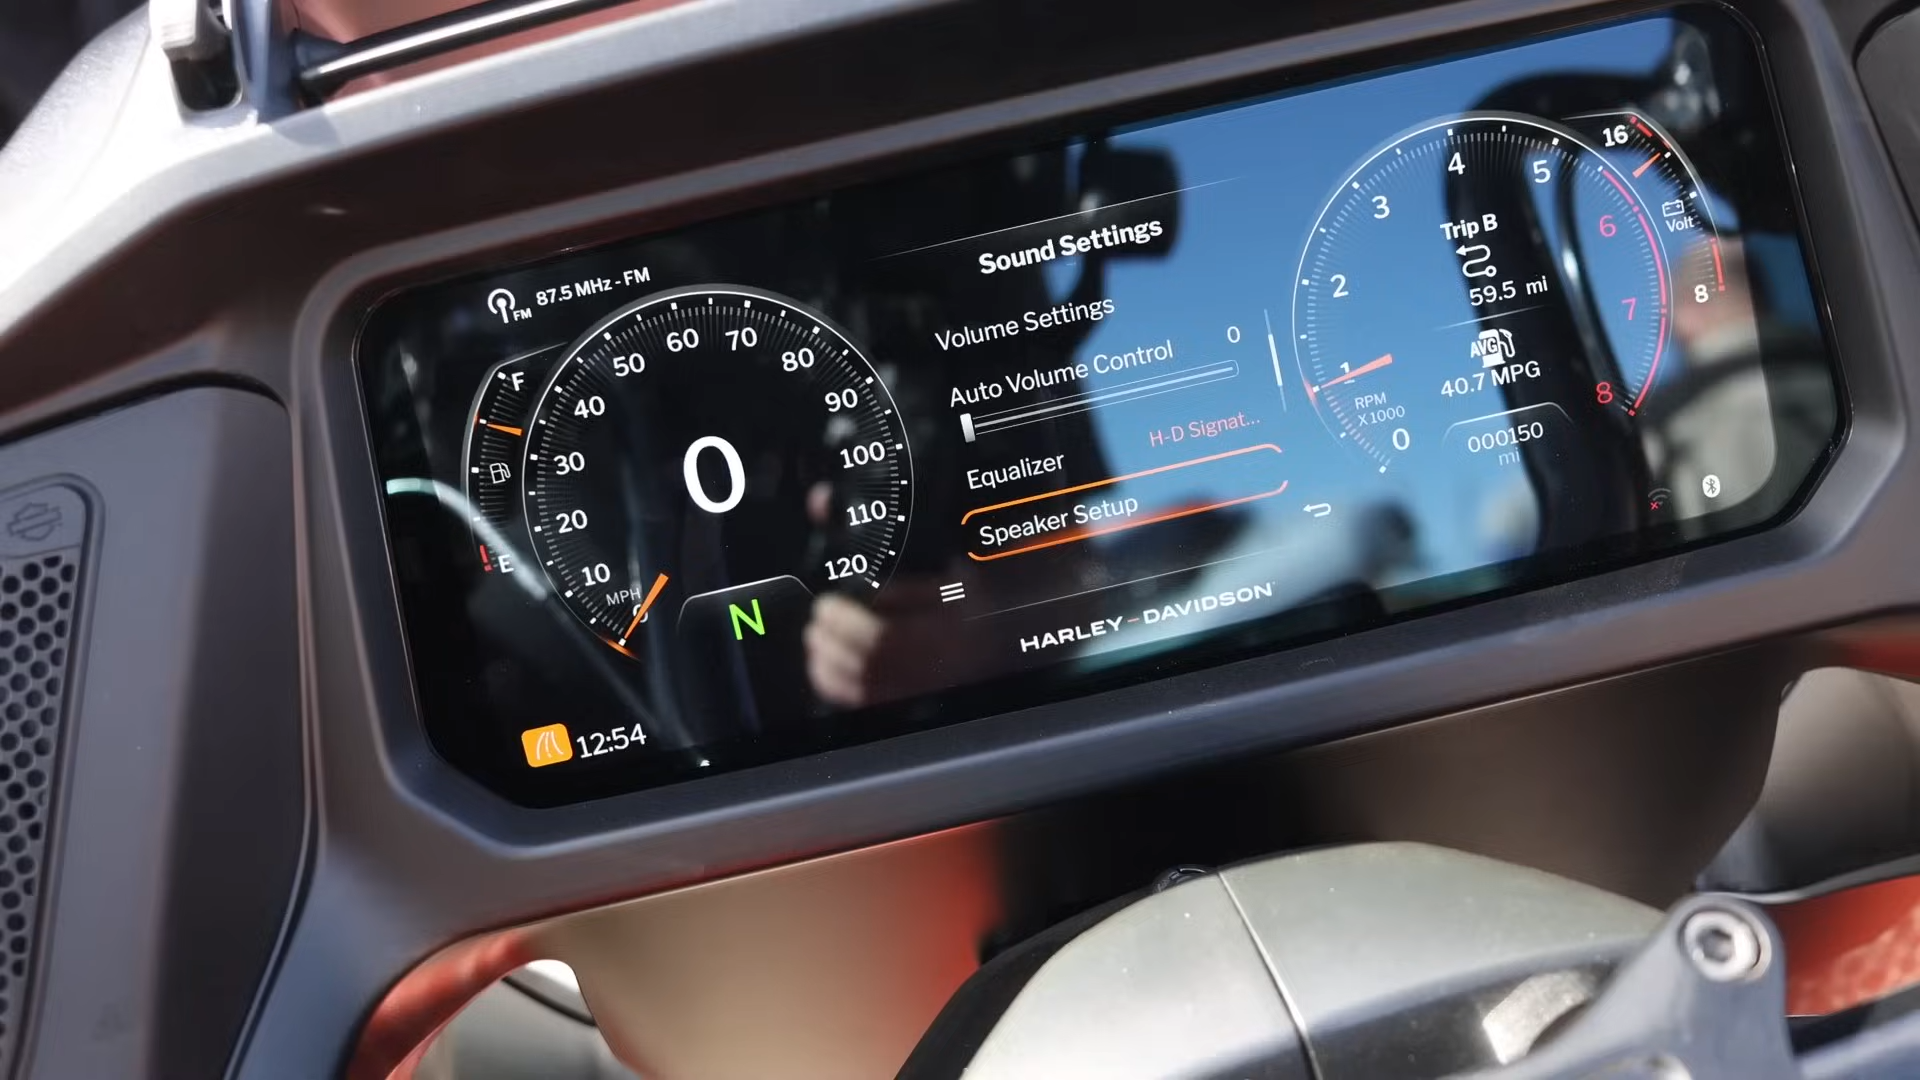 FM
87.5 MHz - FM
F
E
0
10
20
30
40
50
60
70
80
90
100
110
120
MPH
0
N
12:54
Sound Settings
Volume Settings
Auto Volume Control 0
Equalizer H-D Signat...
Speaker Setup
HARLEY-DAVIDSON
0
1
2
3
4
5
6
7
8
RPM
X1000
Trip B
59.5 mi
AVG
40.7 MPG
000150
mi
16
Volt
8